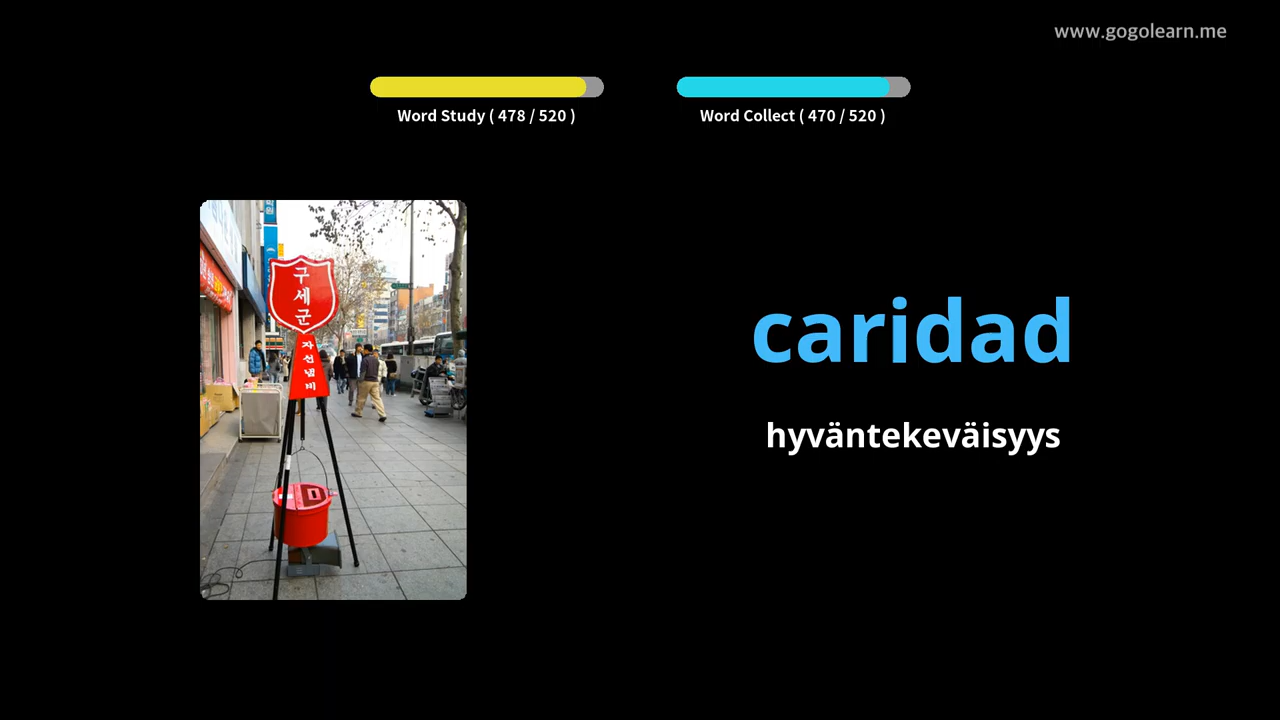 www.gogolearn.me
Word Study ( 478 / 520 )
Word Collect ( 470 / 520 )
구
세
군
자
선
냄
비
caridad
hyväntekeväisyys